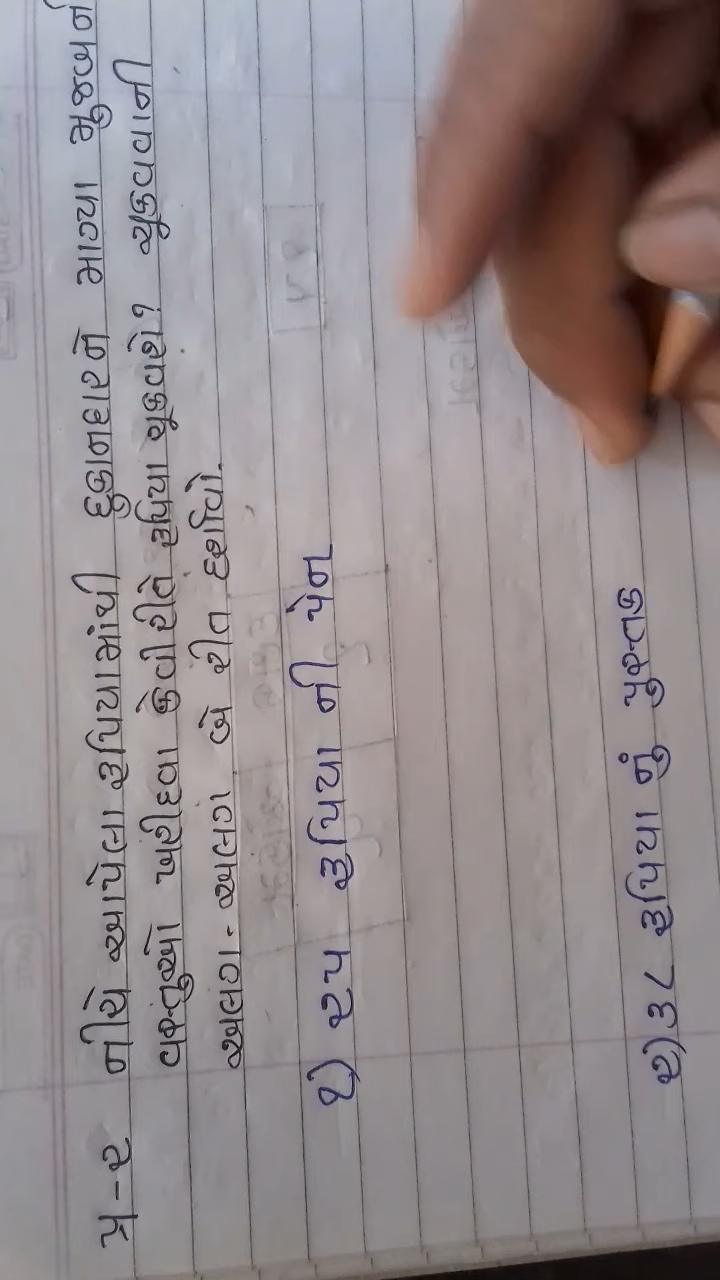 પ્ર-૨ નીચે આપેલા રૂપિયામાંથી દુકાનદારને માગ્યા મુજબની
વસ્તુઓ ખરીદવા કેવી રીતે રૂપિયા ચૂકવશે? ચૂકવવાની
અલગ-અલગ બે રીત દર્શાવો.
૧) ૨૫ રૂપિયા ની પેન
૨) ૩૮ રૂપિયા નું પુસ્તક